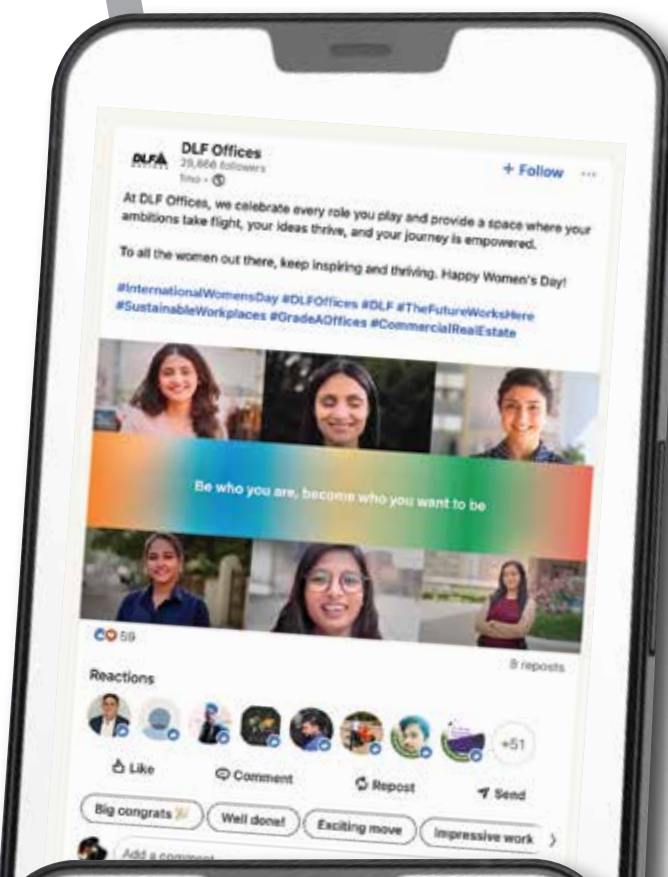 DLF
DLF Offices
29,666 followers
1mo •
+ Follow ...
At DLF Offices, we celebrate every role you play and provide a space where your
ambitions take flight, your ideas thrive, and your journey is empowered.
To all the women out there, keep inspiring and thriving. Happy Women's Day!
#InternationalWomensDay #DLFOffices #DLF #TheFutureWorksHere
#SustainableWorkplaces #GradeAOffices #CommercialRealEstate
Be who you are, become who you want to be
59
8 reposts
Reactions
+51
Like Comment Repost Send
Big congrats Well done! Exciting move Impressive work
Add a comment